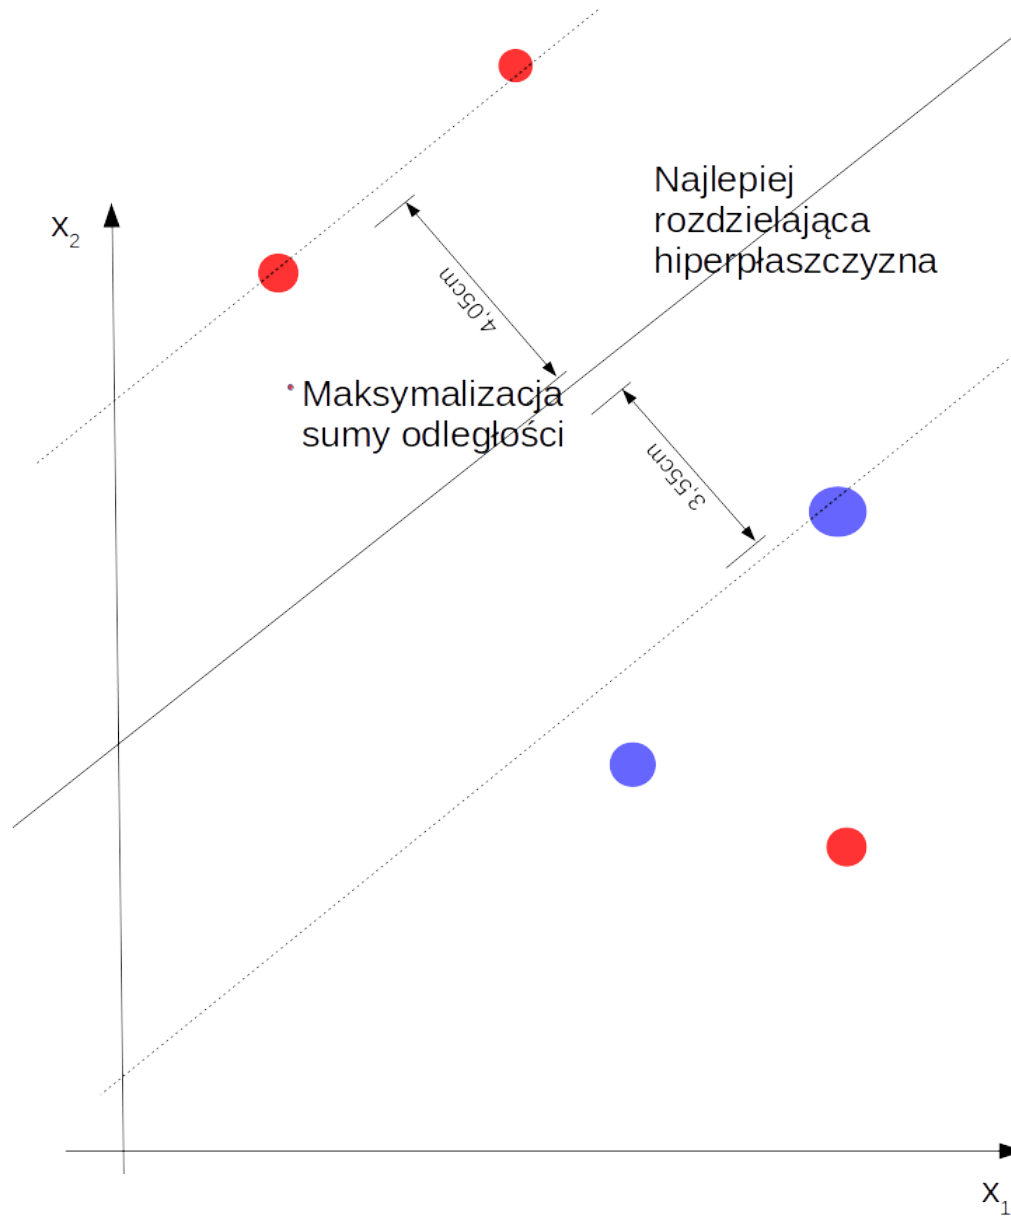 Najlepiej
rozdzielająca
hiperpłaszczyzna
X2
4,05cm
Maksymalizacja
sumy odległości
3,55cm
X1